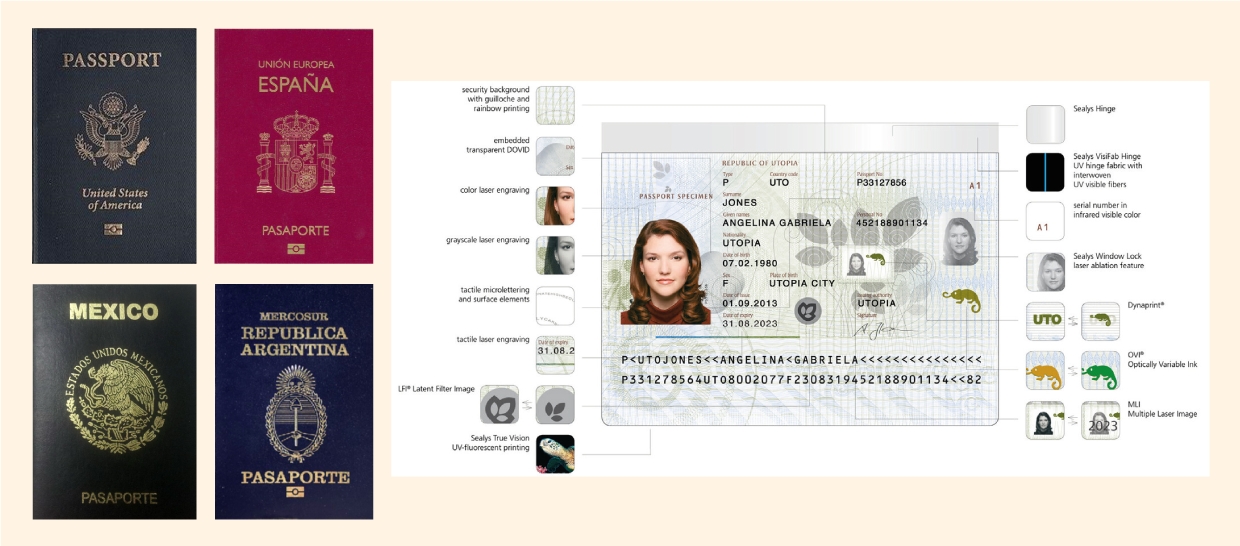 PASSPORT
United States
of America
UNIÓN EUROPEA
ESPAÑA
PASAPORTE
MEXICO
ESTADOS UNIDOS MEXICANOS
PASAPORTE
MERCOSUR
REPUBLICA
ARGENTINA
PASAPORTE
security background
with guilloche and
rainbow printing
embedded
transparent DOVID
color laser engraving
grayscale laser engraving
tactile microlettering
and surface elements
tactile laser engraving
Date of expiry
31.08.2
LFI® Latent Filter Image
Sealys True Vision
UV-fluorescent printing
PASSPORT SPECIMEN
REPUBLIC OF UTOPIA
Type Country code Passport No
P UTO P33127856
A1
Surname
JONES
Given names Personal No
ANGELINA GABRIELA 452188901134
Nationality
UTOPIA
Date of birth
07.02.1980
Sex Place of birth
F UTOPIA CITY
Date of issue Issuing authority
01.09.2013 UTOPIA
Date of expiry Signature
31.08.2023
P<UTOJONES<<ANGELINA<GABRIELA<<<<<<<<<<<<<<<
P331278564UTO8002077F2308319452188901134<<82
Sealys Hinge
Sealys VisiFab Hinge
UV hinge fabric with
interwoven
UV visible fibers
serial number in
infrared visible color
A1
Sealys Window Lock
laser ablation feature
Dynaprint®
UTO
OVI®
Optically Variable Ink
MLI
Multiple Laser Image
2023